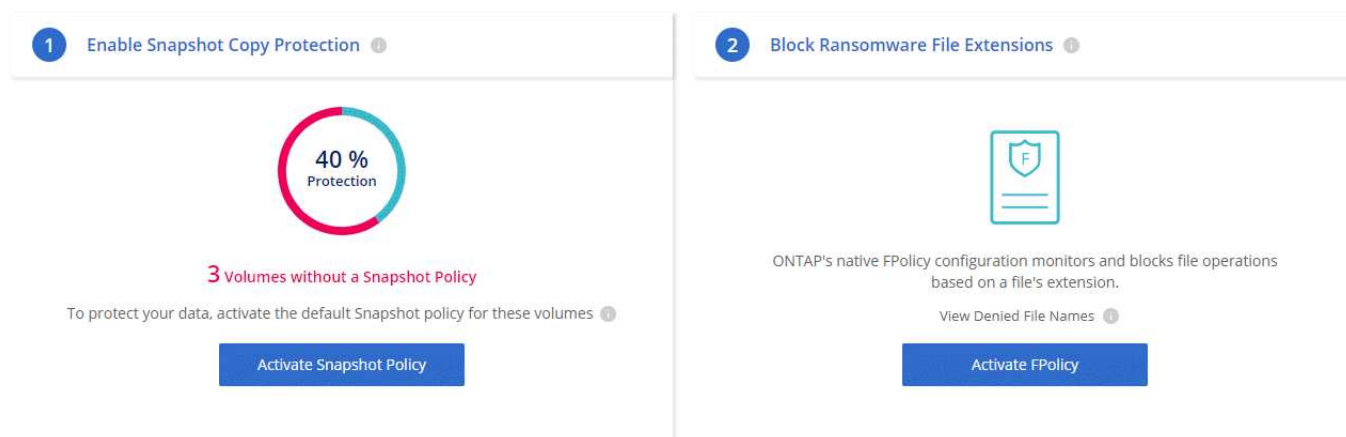 1 Enable Snapshot Copy Protection i
40 %
Protection
3 Volumes without a Snapshot Policy
To protect your data, activate the default Snapshot policy for these volumes i
Activate Snapshot Policy
2 Block Ransomware File Extensions i
F
ONTAP's native FPolicy configuration monitors and blocks file operations
based on a file's extension.
View Denied File Names i
Activate FPolicy